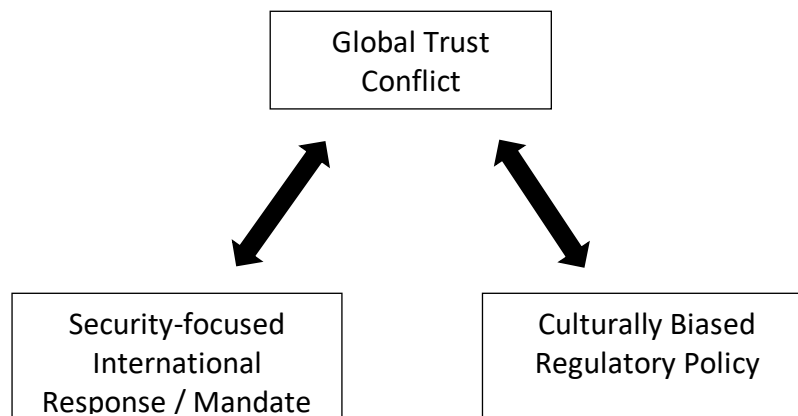 Global Trust
Conflict
Security-focused
International
Response / Mandate
Culturally Biased
Regulatory Policy